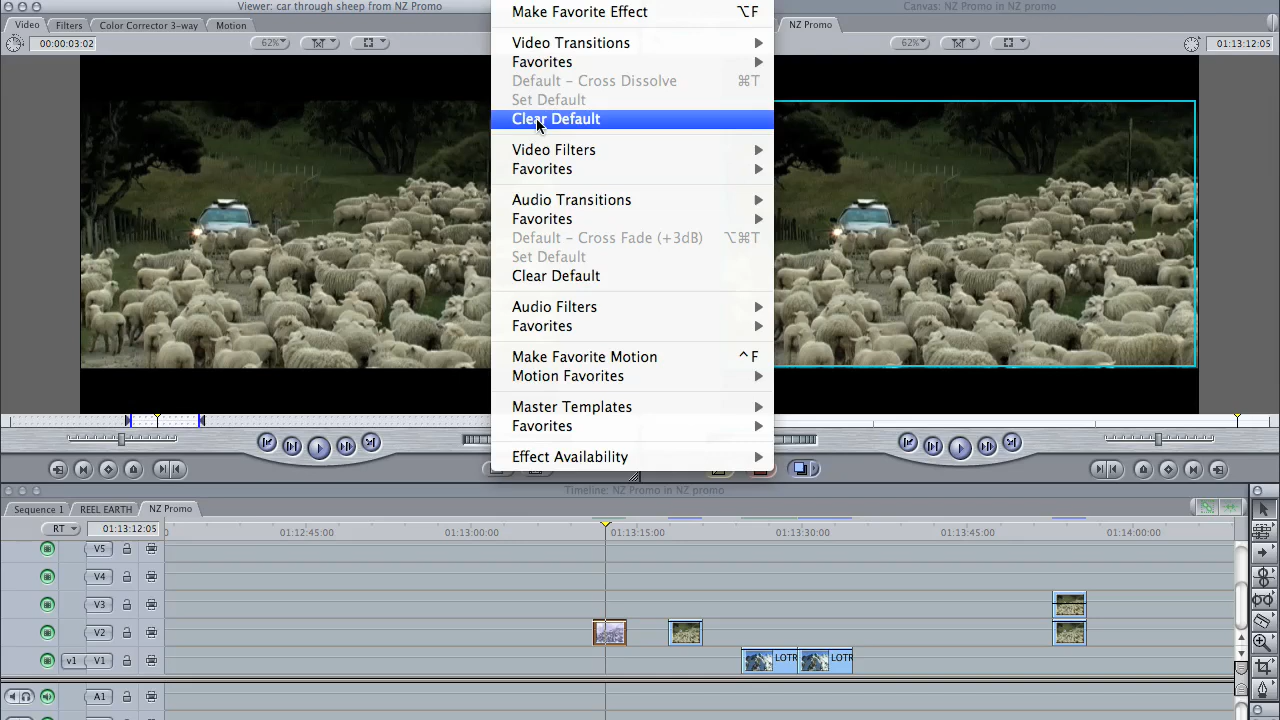 Viewer: car through sheep from NZ Promo
Canvas: NZ Promo in NZ promo
Video
Filters
Color Corrector 3-way
Motion
NZ Promo
00:00:03:02
62%
62%
01:13:12:05
Make Favorite Effect ⌥F
Video Transitions
Favorites
Default – Cross Dissolve ⌘T
Set Default
Clear Default
Video Filters
Favorites
Audio Transitions
Favorites
Default – Cross Fade (+3dB) ⌥⌘T
Set Default
Clear Default
Audio Filters
Favorites
Make Favorite Motion ^F
Motion Favorites
Master Templates
Favorites
Effect Availability
Timeline: NZ Promo in NZ promo
Sequence 1
REEL EARTH
NZ Promo
RT
01:13:12:05
0
01:12:45:00
01:13:00:00
01:13:15:00
01:13:30:00
01:13:45:00
01:14:00:00
V5
V4
V3
V2
v1 V1
LOTR
LOTR
A1